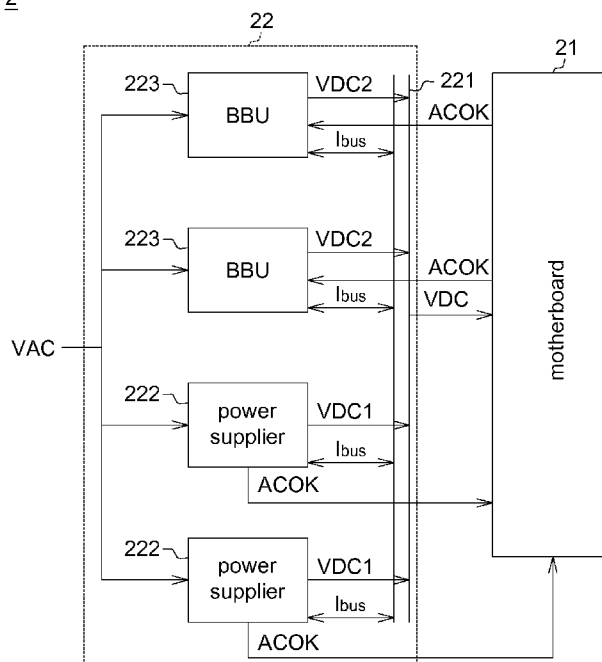 2
22
21
223
BBU
VDC2
221
ACOK
Ibus
223
BBU
VDC2
ACOK
Ibus
VDC
VAC
motherboard
222
power
supplier
VDC1
Ibus
ACOK
222
power
supplier
VDC1
Ibus
ACOK